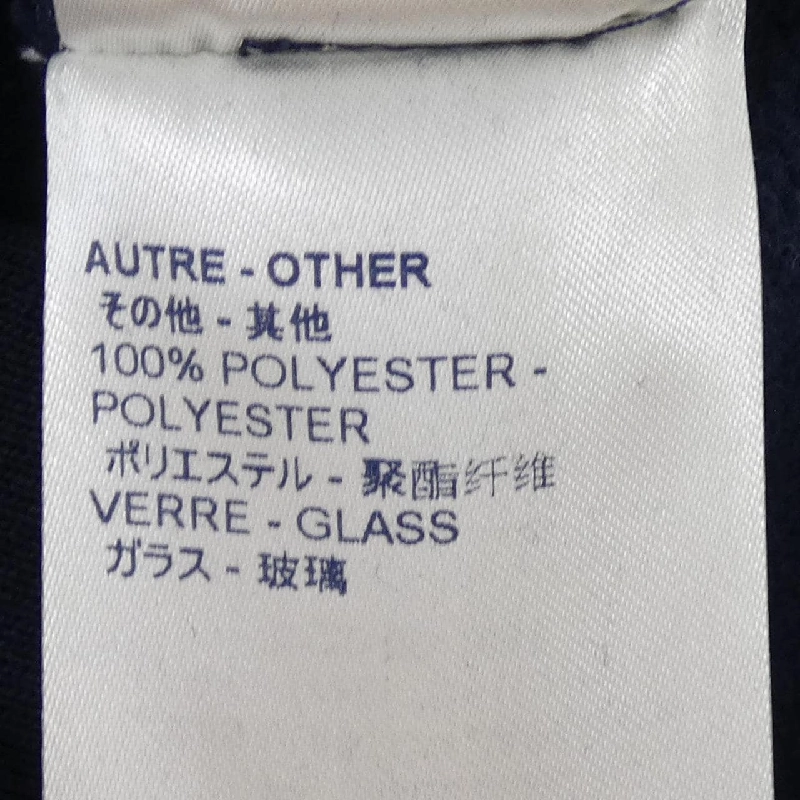 AUTRE - OTHER
その他 - 其他
100% POLYESTER -
POLYESTER
ポリエステル - 聚酯纤维
VERRE - GLASS
ガラス - 玻璃